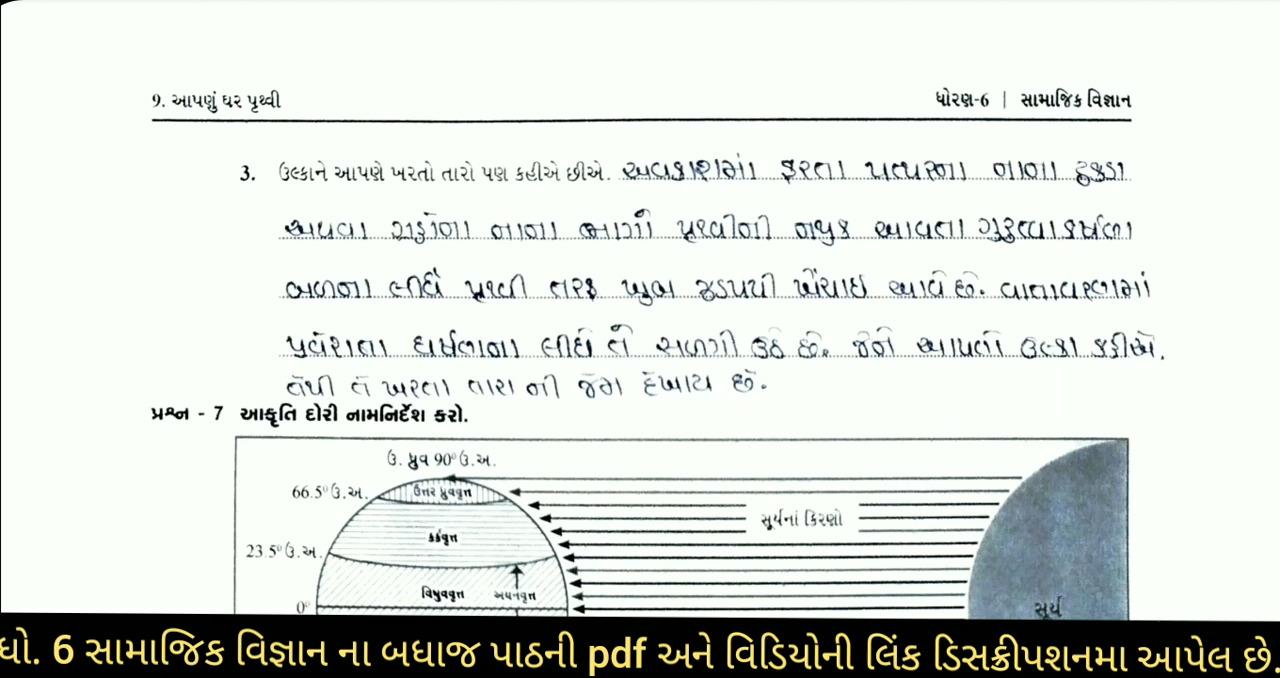 9. આપણું ઘર પૃથ્વી
ધોરણ-6 | સામાજિક વિજ્ઞાન
3. ઉલ્કાને આપણે ખરતો તારો પણ કહીએ છીએ. અવકાશમાં ફરતા પત્થરના નાના ટુકડા
અથવા ગ્રહોના નાના ભાગો પૃથ્વીની નજીક આવતા ગુરુત્વાકર્ષણ
બળના લીધે પૃથ્વી તરફ ખુબ ઝડપથી ખેંચાઇ આવે છે. વાતાવરણમાં
પ્રવેશતા ઘર્ષણના લીધે તે સળગી ઉઠે છે. જેને આપણે ઉલ્કા કહીએ.
તેથી તે ખરતા તારા ની જેમ દેખાય છે.
પ્રશ્ન - 7 આકૃતિ દોરી નામનિર્દેશ કરો.
ઉ. ધ્રુવ 90° ઉ.અ.
66.5° ઉ.અ.
ઉત્તર ધ્રુવવૃત્ત
સૂર્યનાં કિરણો
કર્કવૃત્ત
23.5° ઉ.અ.
વિષુવવૃત્ત
અયનવૃત્ત
0°
સૂર્ય
ધો. 6 સામાજિક વિજ્ઞાન ના બધાજ પાઠની pdf અને વિડિયોની લિંક ડિસક્રીપશનમા આપેલ છે.